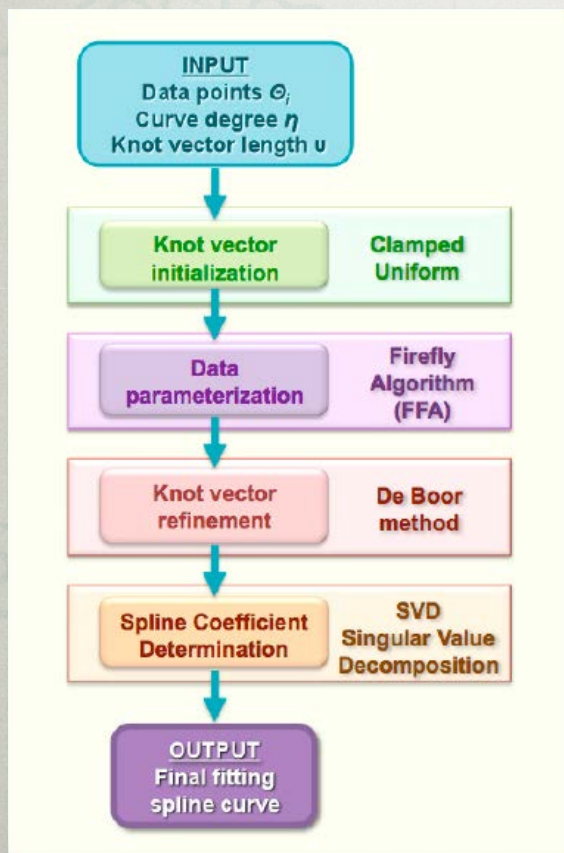 INPUT
Data points Θi
Curve degree η
Knot vector length υ
Knot vector
initialization
Clamped
Uniform
Data
parameterization
Firefly
Algorithm
(FFA)
Knot vector
refinement
De Boor
method
Spline Coefficient
Determination
SVD
Singular Value
Decomposition
OUTPUT
Final fitting
spline curve